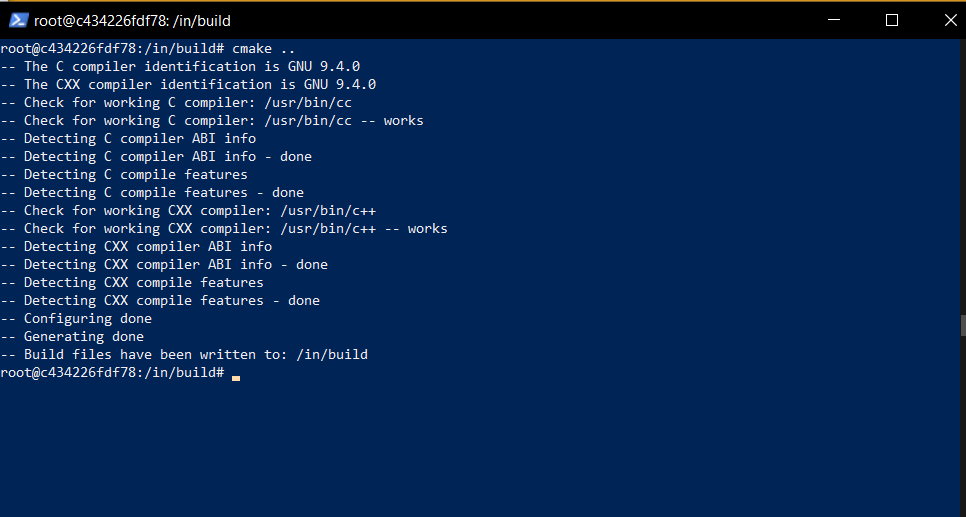 root@c434226fdf78: /in/build
root@c434226fdf78:/in/build# cmake ..
-- The C compiler identification is GNU 9.4.0
-- The CXX compiler identification is GNU 9.4.0
-- Check for working C compiler: /usr/bin/cc
-- Check for working C compiler: /usr/bin/cc -- works
-- Detecting C compiler ABI info
-- Detecting C compiler ABI info - done
-- Detecting C compile features
-- Detecting C compile features - done
-- Check for working CXX compiler: /usr/bin/c++
-- Check for working CXX compiler: /usr/bin/c++ -- works
-- Detecting CXX compiler ABI info
-- Detecting CXX compiler ABI info - done
-- Detecting CXX compile features
-- Detecting CXX compile features - done
-- Configuring done
-- Generating done
-- Build files have been written to: /in/build
root@c434226fdf78:/in/build#